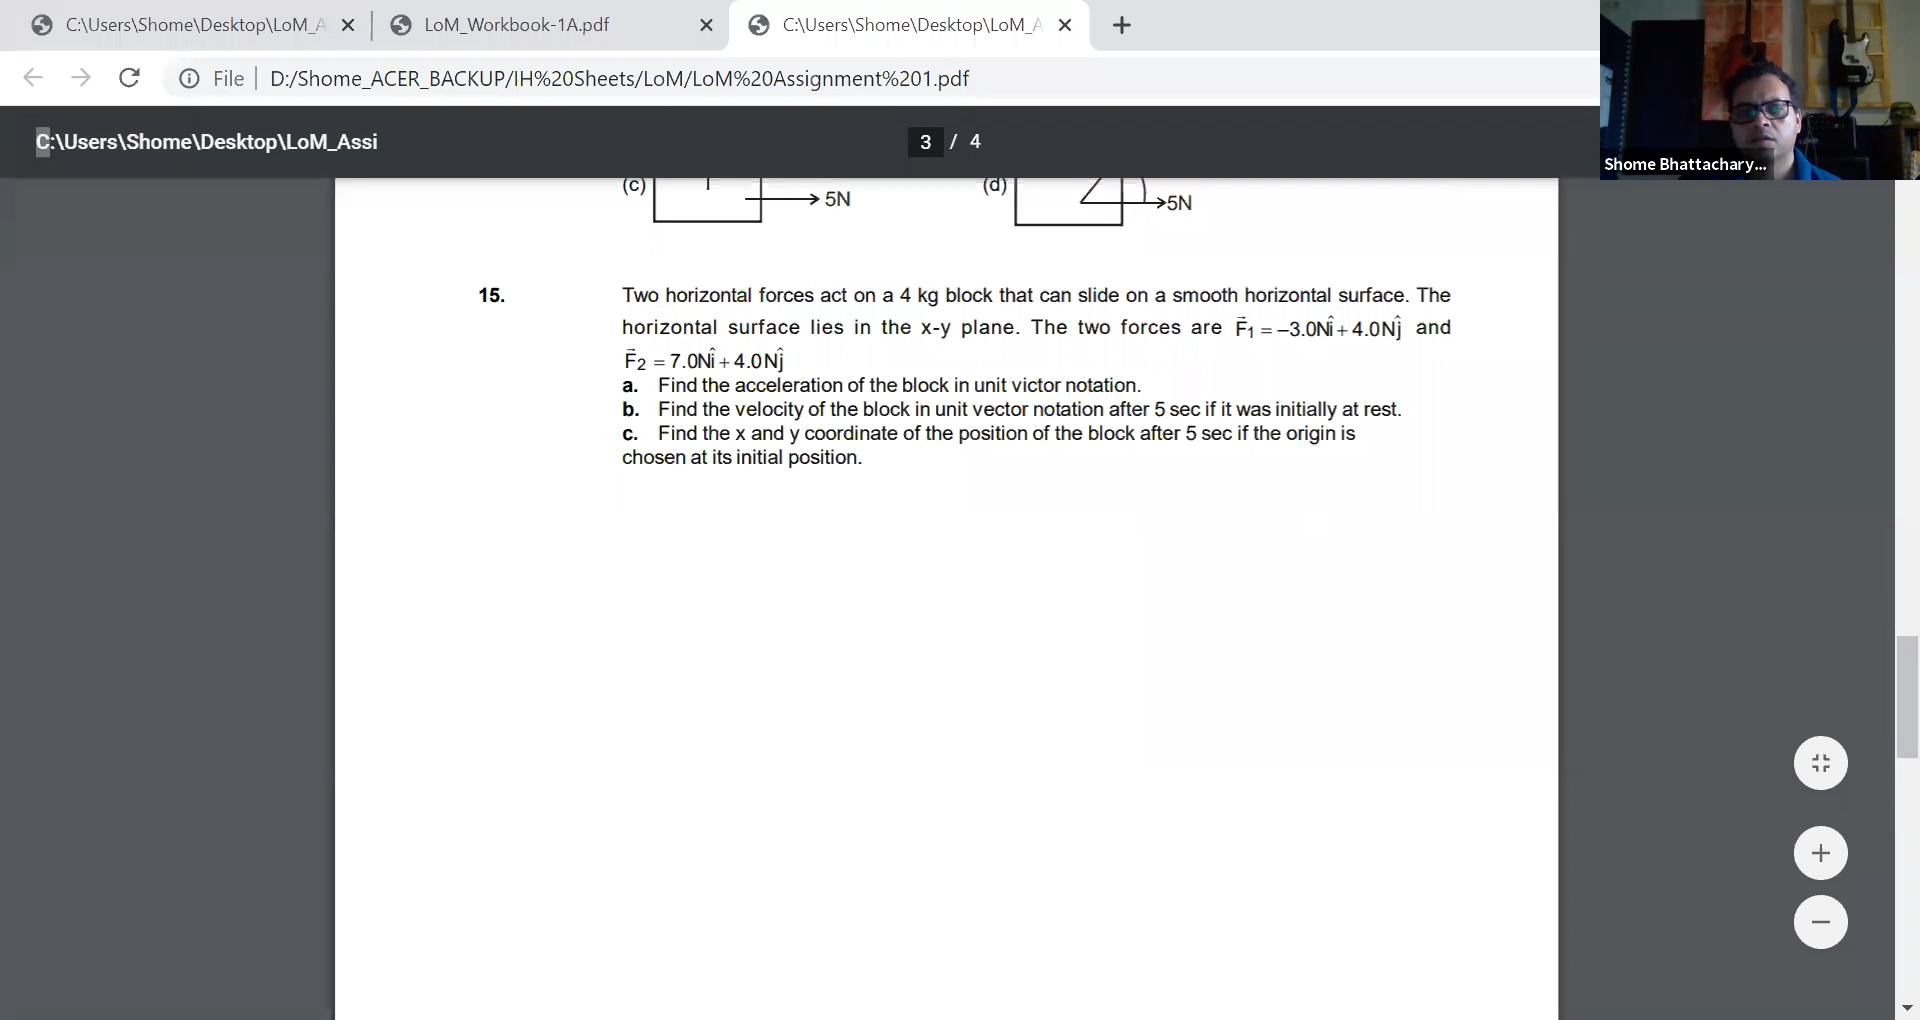 C:\Users\Shome\Desktop\LoM_A
LoM_Workbook-1A.pdf
C:\Users\Shome\Desktop\LoM_A
File
D:/Shome_ACER_BACKUP/IH%20Sheets/LoM/LoM%20Assignment%201.pdf
Shome Bhattachary...
C:\Users\Shome\Desktop\LoM_Assi
3 / 4
(c) 5N (d) 5N
15. Two horizontal forces act on a 4 kg block that can slide on a smooth horizontal surface. The
horizontal surface lies in the x-y plane. The two forces are F⃗1 = –3.0Nî + 4.0Nĵ and
F⃗2 = 7.0Nî + 4.0Nĵ
a. Find the acceleration of the block in unit victor notation.
b. Find the velocity of the block in unit vector notation after 5 sec if it was initially at rest.
c. Find the x and y coordinate of the position of the block after 5 sec if the origin is
chosen at its initial position.